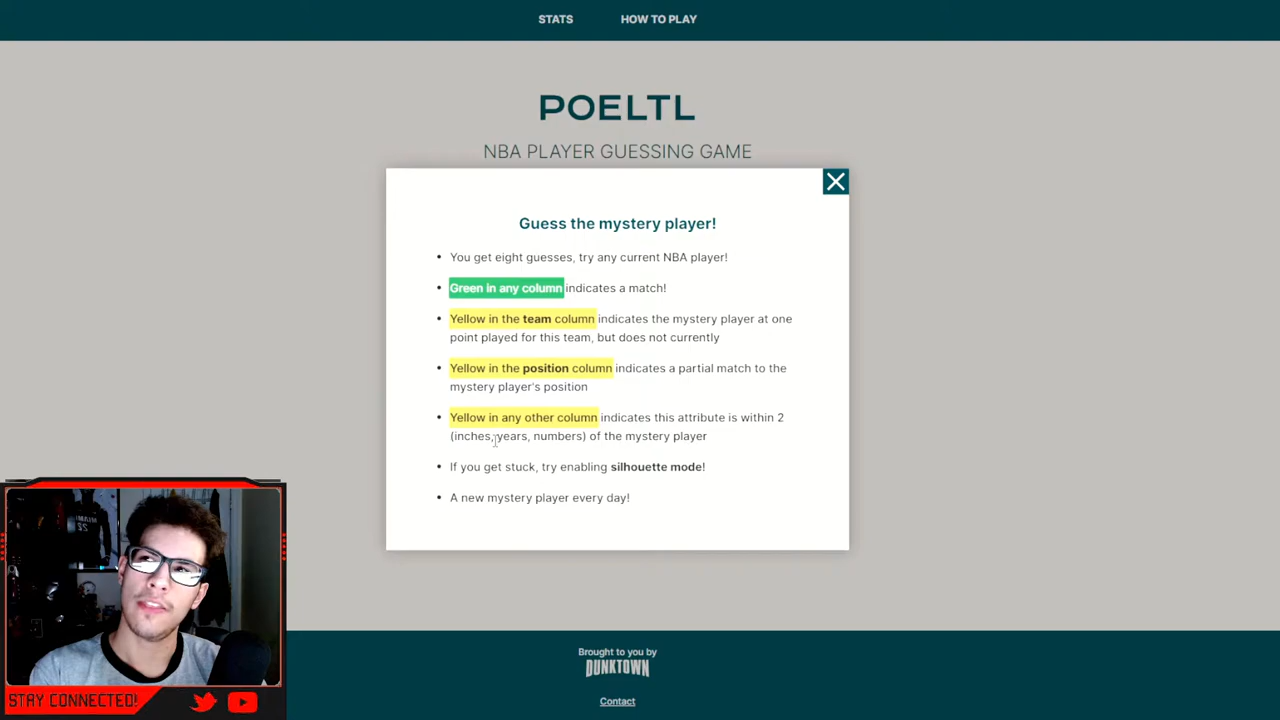 STATS HOW TO PLAY
POELTL
NBA PLAYER GUESSING GAME
Guess the mystery player!
• You get eight guesses, try any current NBA player!
• Green in any column indicates a match!
• Yellow in the team column indicates the mystery player at one
point played for this team, but does not currently
• Yellow in the position column indicates a partial match to the
mystery player's position
• Yellow in any other column indicates this attribute is within 2
(inches, years, numbers) of the mystery player
• If you get stuck, try enabling silhouette mode!
• A new mystery player every day!
STAY CONNECTED!
Brought to you by
DUNKTOWN
Contact